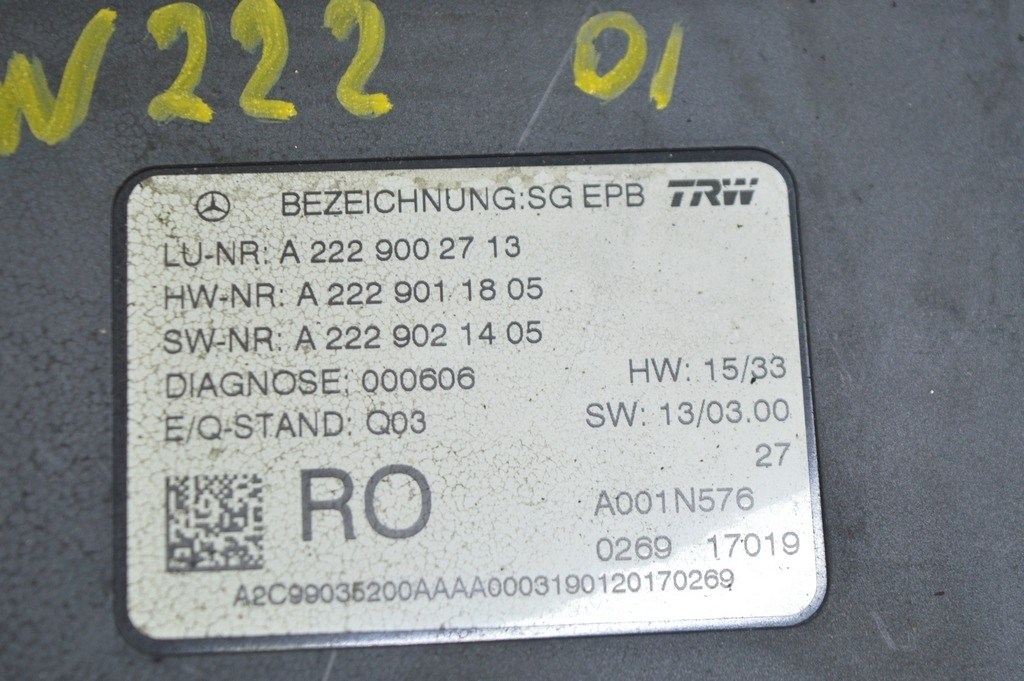 W222 01
BEZEICHNUNG:SG EPB TRW
LU-NR: A 222 900 27 13
HW-NR: A 222 901 18 05
SW-NR: A 222 902 14 05
DIAGNOSE: 000606 HW: 15/33
E/Q-STAND: Q03 SW: 13/03.00
27
RO A001N576
0269 17019
A2C99035200AAAA0003190120170269